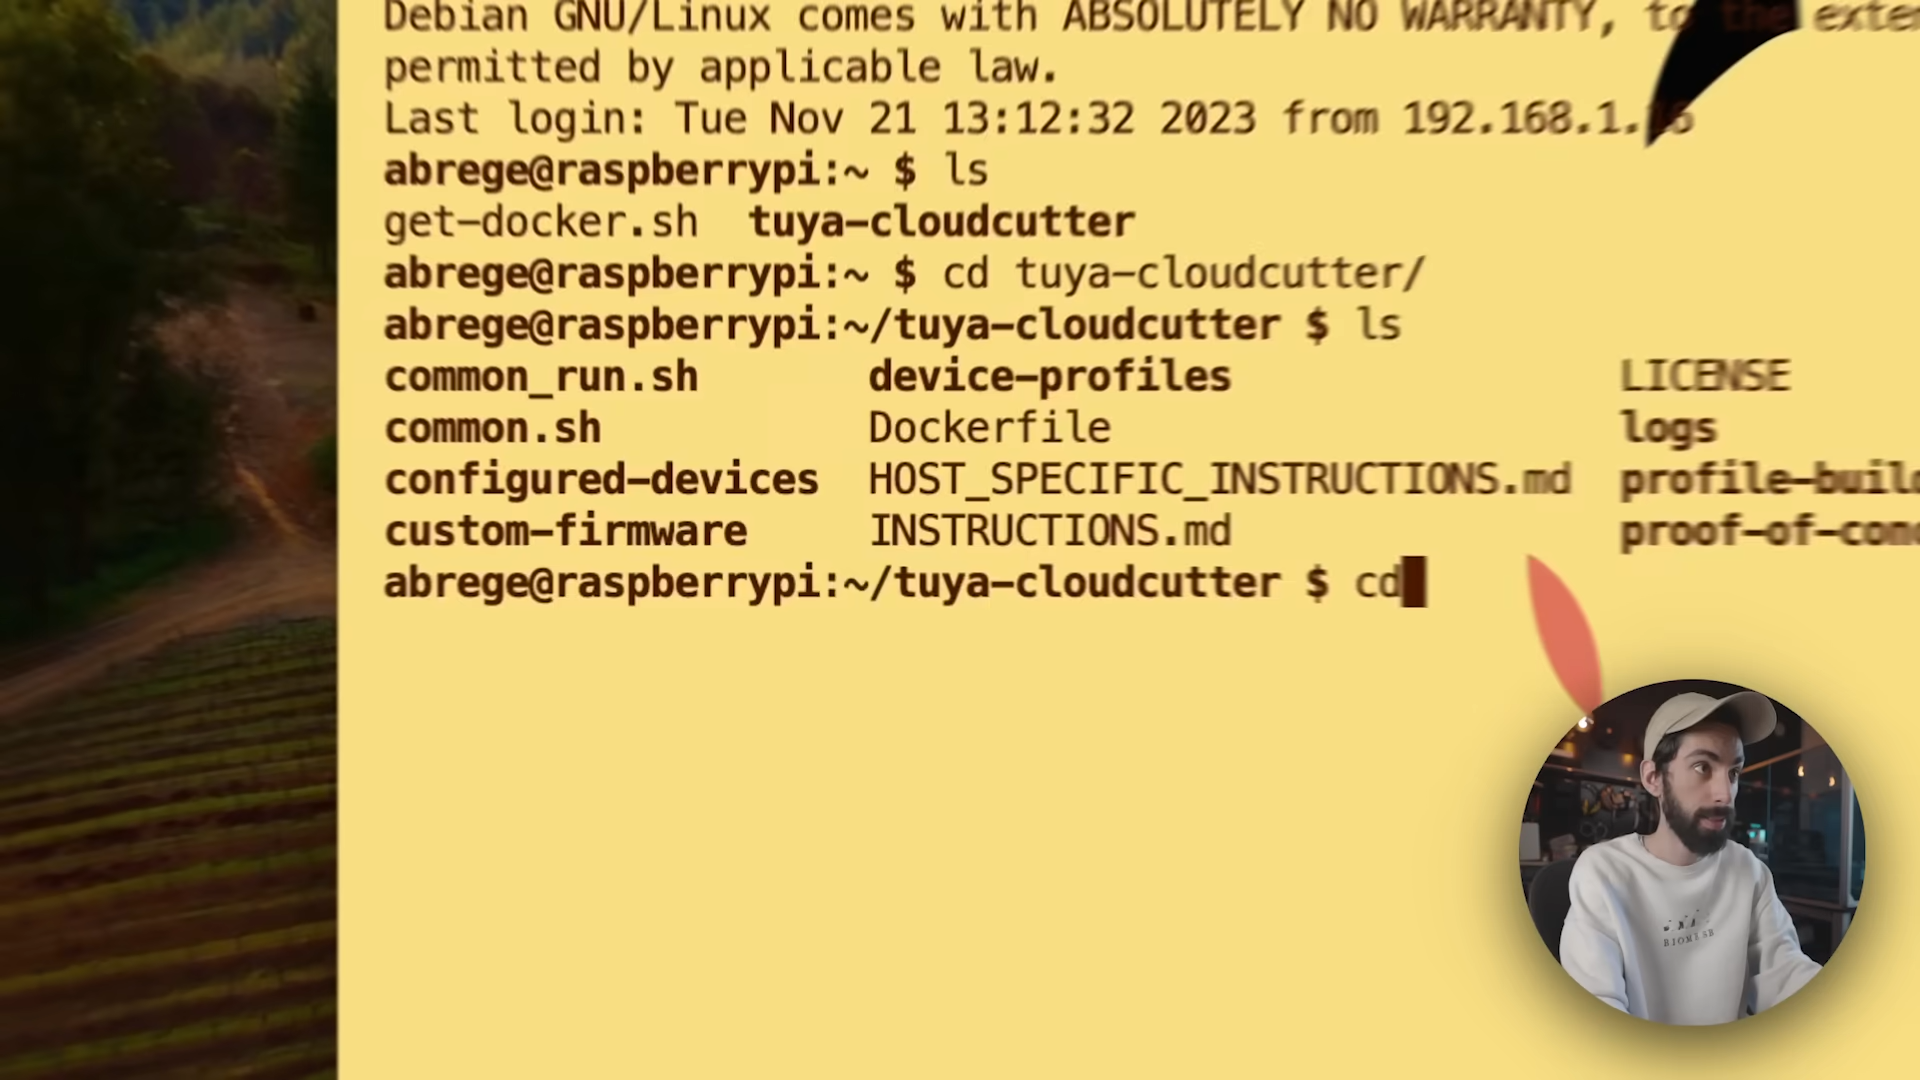 Debian GNU/Linux comes with ABSOLUTELY NO WARRANTY, to the
permitted by applicable law.
Last login: Tue Nov 21 13:12:32 2023 from
abrege@raspberrypi:~ $ ls
get-docker.sh tuya-cloudcutter
abrege@raspberrypi:~ $ cd tuya-cloudcutter/
abrege@raspberrypi:~/tuya-cloudcutter $ ls
common_run.sh device-profiles LICENSE
common.sh Dockerfile logs
configured-devices HOST_SPECIFIC_INSTRUCTIONS.md
custom-firmware INSTRUCTIONS.md
abrege@raspberrypi:~/tuya-cloudcutter $ cd